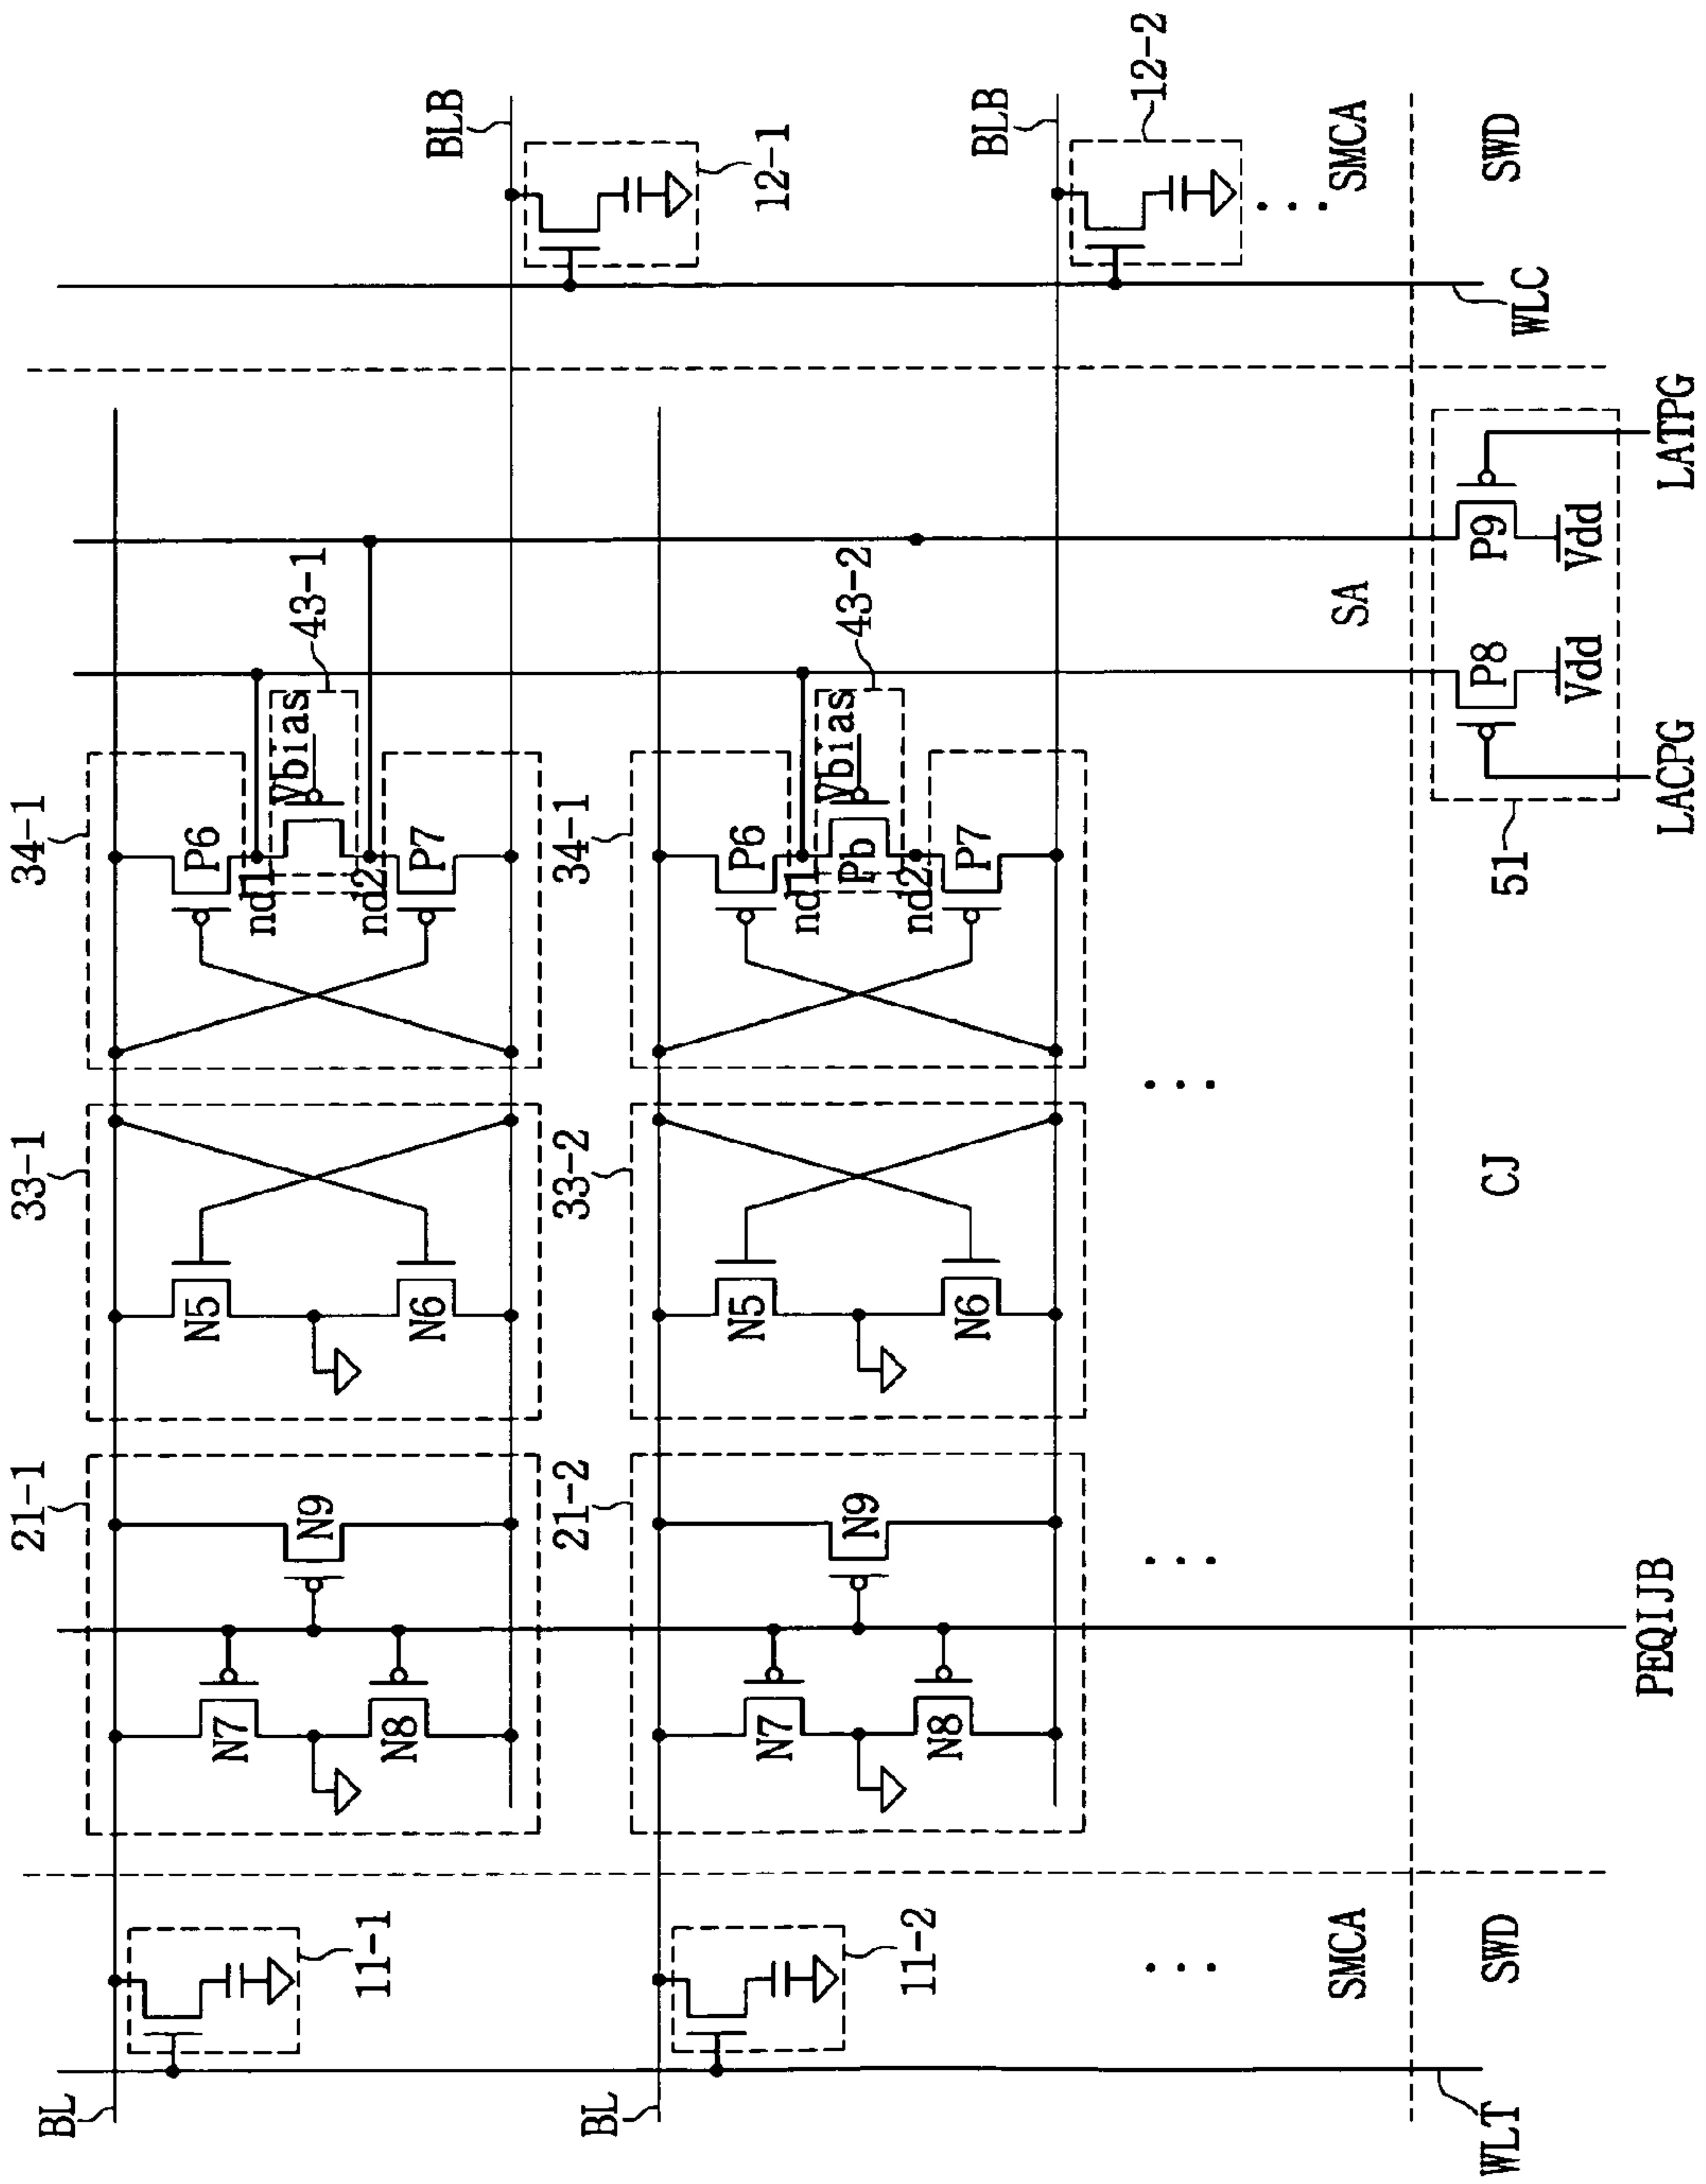 BL
WLT
11-1
BL
11-2
SMCA
SWD
21-1
N7
N8
N9
21-2
N7
N8
N9
PEQIJB
33-1
N5
N6
33-2
N5
N6
CJ
34-1
P6
nd1
Vbias
nd2
P7
43-1
34-1
P6
nd1
Vbias
Pb
nd2
P7
43-2
SA
51
LACPG
P8
Vdd
P9
Vdd
LATPG
BLB
12-1
BLB
12-2
SMCA
SWD
WLC